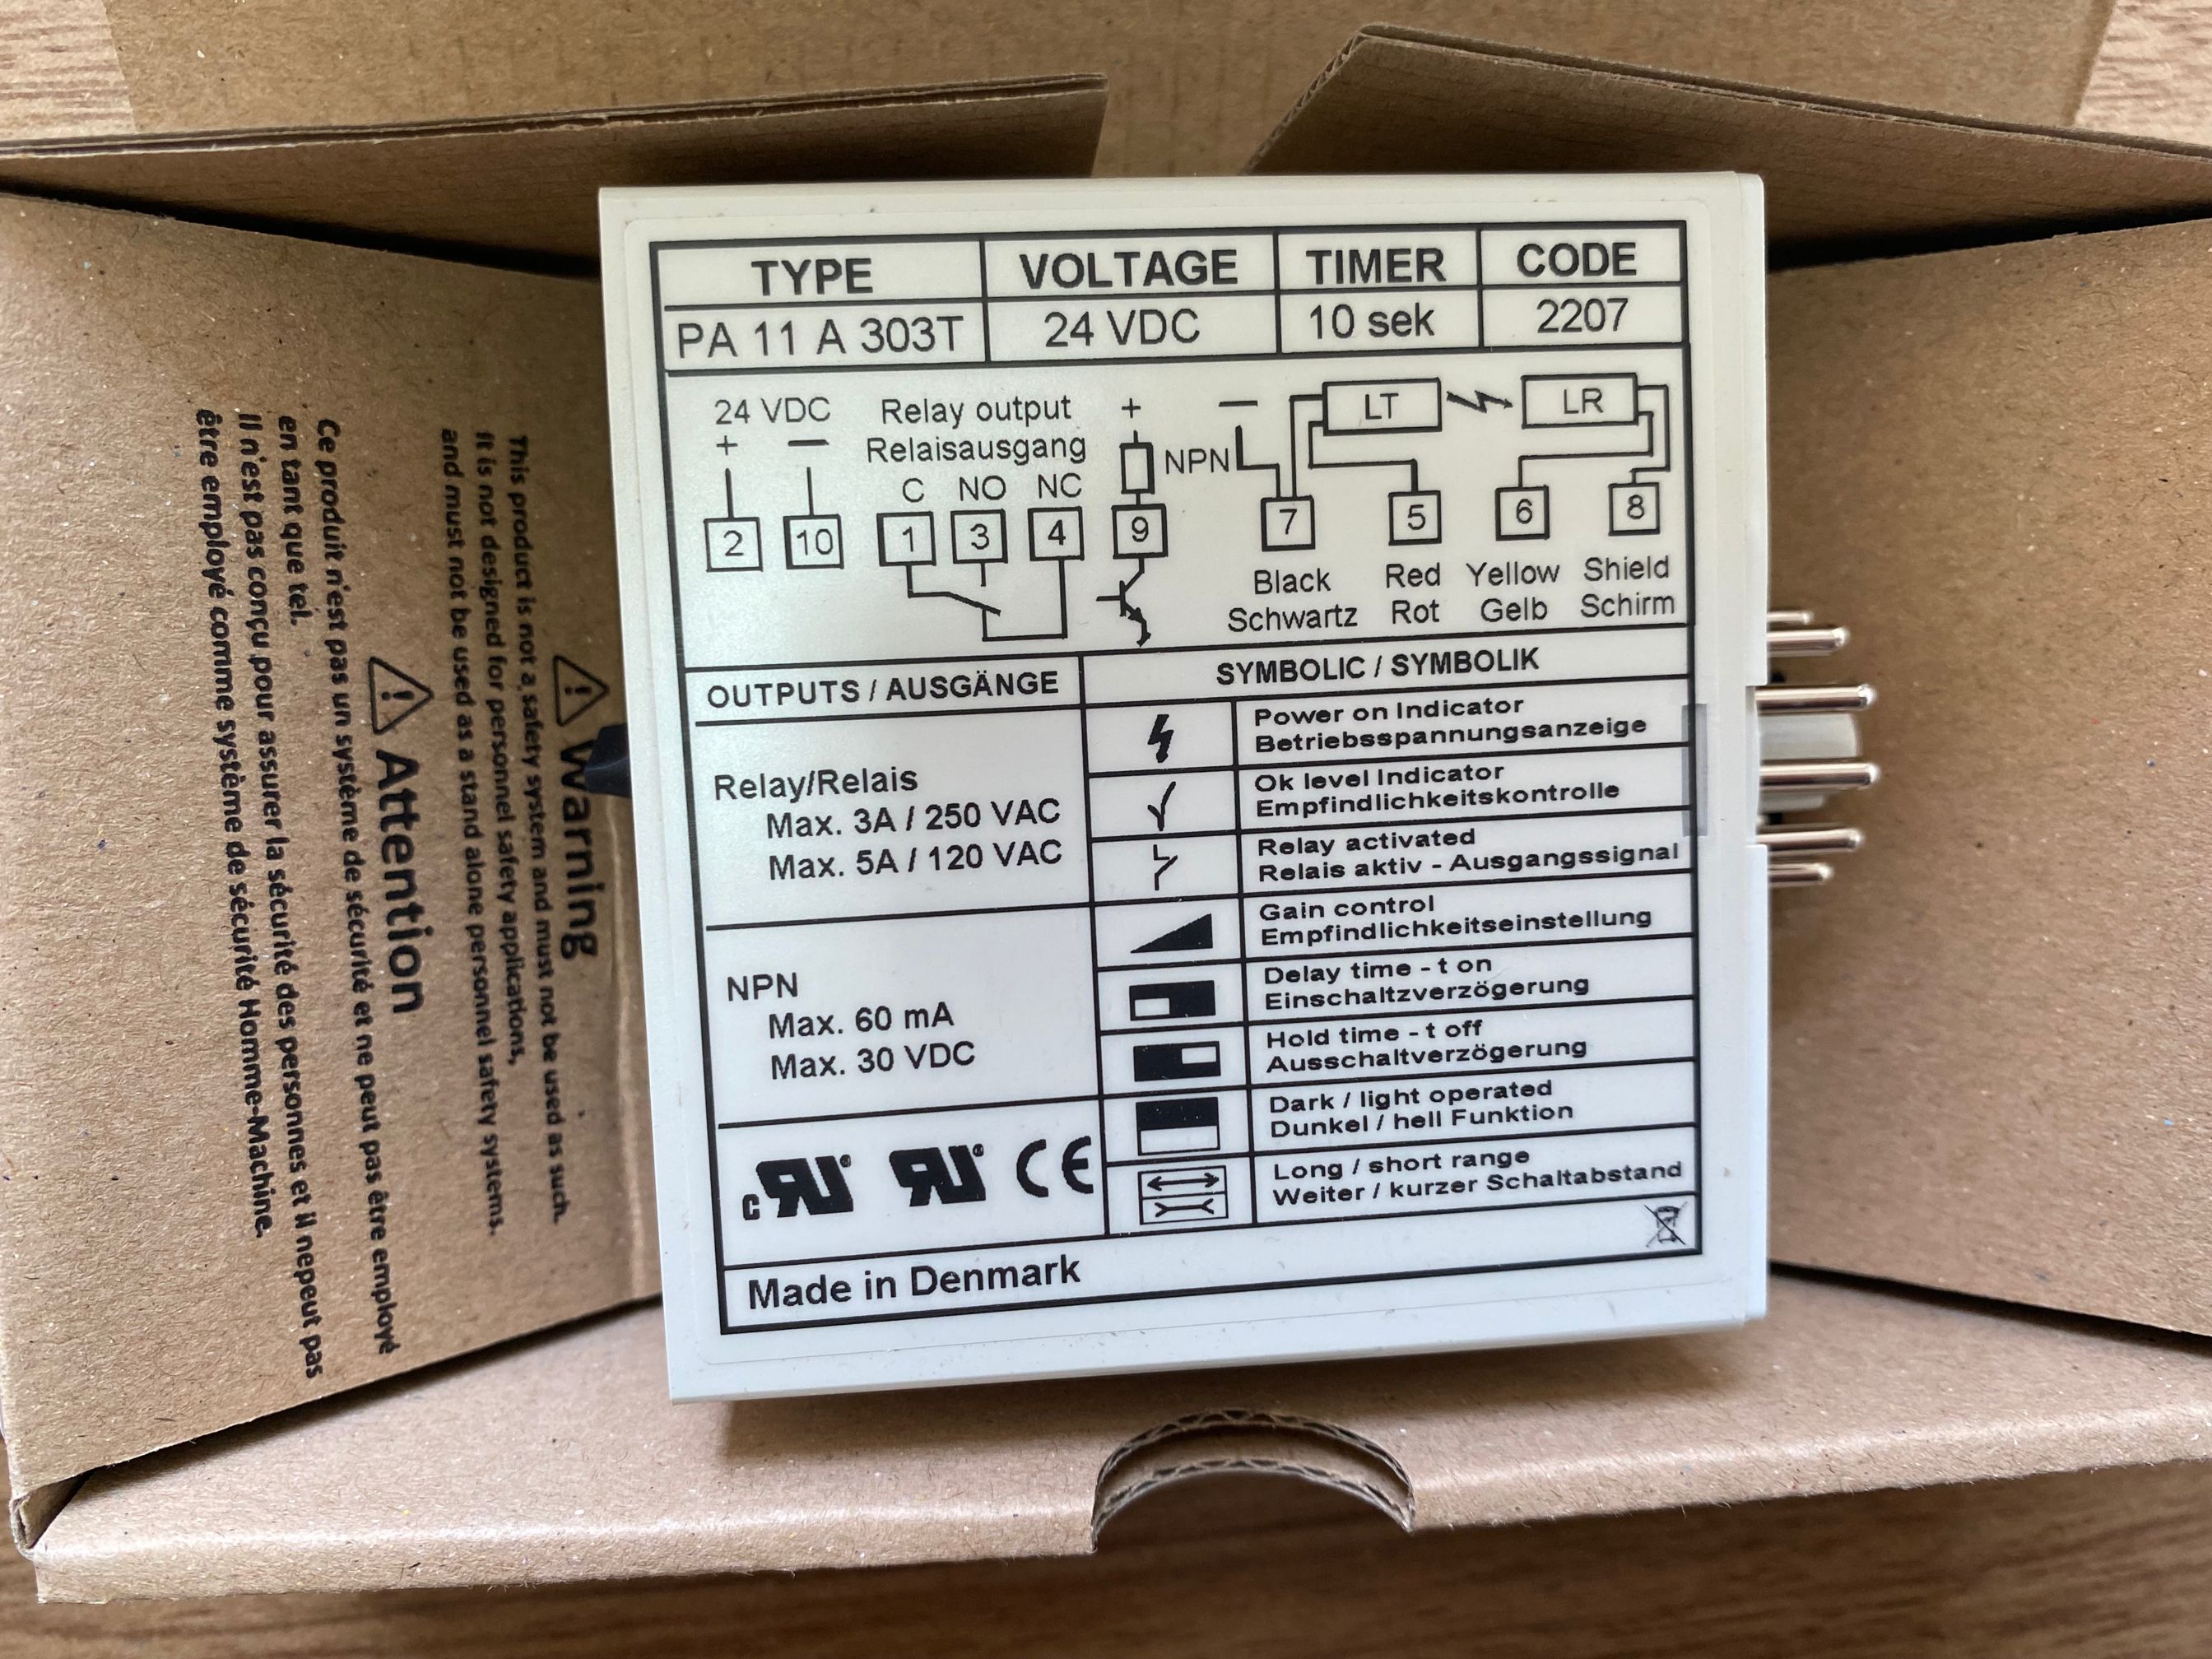 TYPE VOLTAGE TIMER CODE
PA 11 A 303T 24 VDC 10 sek 2207
24 VDC Relay output + — LT LR
+ — Relaisausgang NPN
C NO NC
2 10 1 3 4 9 7 5 6 8
Black Red Yellow Shield
Schwartz Rot Gelb Schirm
OUTPUTS / AUSGÄNGE
Relay/Relais
Max. 3A / 250 VAC
Max. 5A / 120 VAC
NPN
Max. 60 mA
Max. 30 VDC
c RU ® RU ® CE
SYMBOLIC / SYMBOLIK
Power on Indicator
Betriebsspannungsanzeige
Ok level Indicator
Empfindlichkeitskontrolle
Relay activated
Relais aktiv - Ausgangssignal
Gain control
Empfindlichkeitseinstellung
Delay time - t on
Einschaltzverzögerung
Hold time - t off
Ausschaltverzögerung
Dark / light operated
Dunkel / hell Funktion
Long / short range
Weiter / kurzer Schaltabstand
Made in Denmark
Warning
This product is not a safety system and must not be used as such.
It is not designed for personnel safety applications,
and must not be used as a stand alone personnel safety systems.
Attention
Ce produit n'est pas un système de sécurité et ne peut pas être employé
en tant que tel.
Il n'est pas conçu pour assurer la sécurité des personnes et il nepeut pas
être employé comme système de sécurité Homme-Machine.